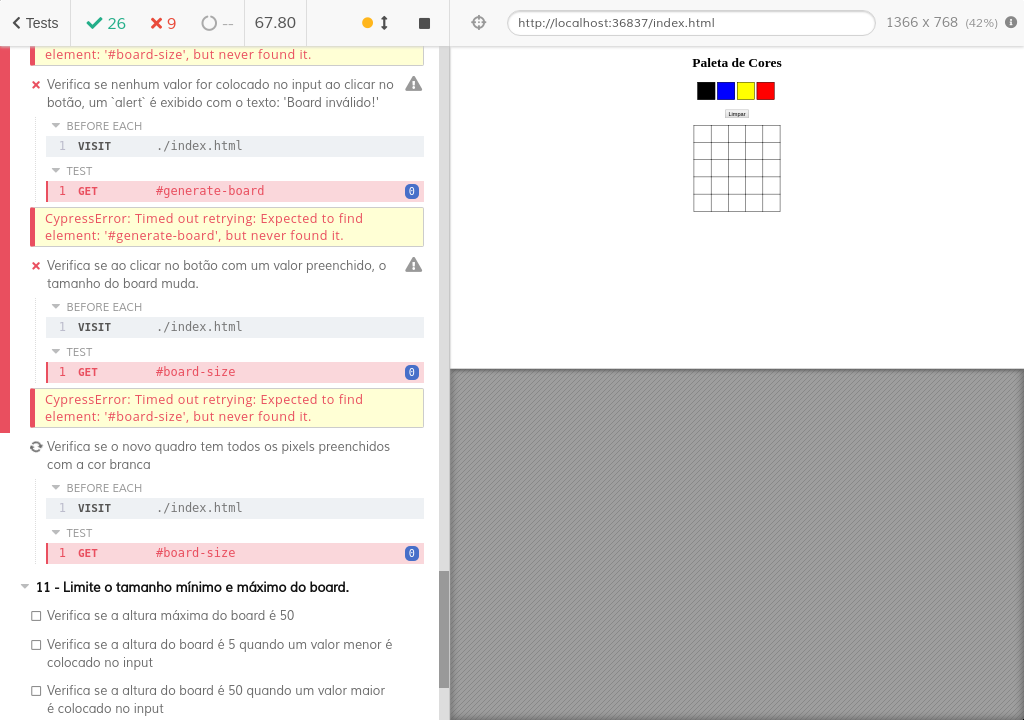 Tests
26
9
--
67.80
http://localhost:36837/index.html
1366 x 768 (42%)
element: '#board-size', but never found it.
Verifica se nenhum valor for colocado no input ao clicar no
botão, um `alert` é exibido com o texto: 'Board inválido!'
BEFORE EACH
1 VISIT ./index.html
TEST
1 GET #generate-board 0
CypressError: Timed out retrying: Expected to find
element: '#generate-board', but never found it.
Verifica se ao clicar no botão com um valor preenchido, o
tamanho do board muda.
BEFORE EACH
1 VISIT ./index.html
TEST
1 GET #board-size 0
CypressError: Timed out retrying: Expected to find
element: '#board-size', but never found it.
Verifica se o novo quadro tem todos os pixels preenchidos
com a cor branca
BEFORE EACH
1 VISIT ./index.html
TEST
1 GET #board-size 0
11 - Limite o tamanho mínimo e máximo do board.
Verifica se a altura máxima do board é 50
Verifica se a altura do board é 5 quando um valor menor é
colocado no input
Verifica se a altura do board é 50 quando um valor maior
é colocado no input
Paleta de Cores
Limpar